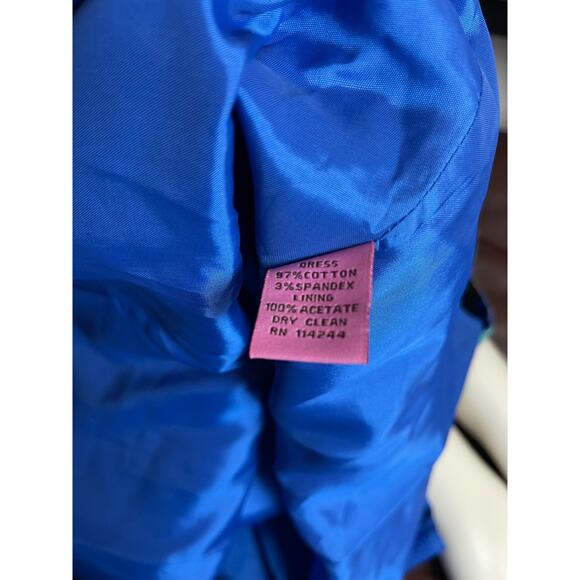 DRESS
97%COTTON
3%SPANDEX
LINING
100%ACETATE
DRY CLEAN
RN 114244